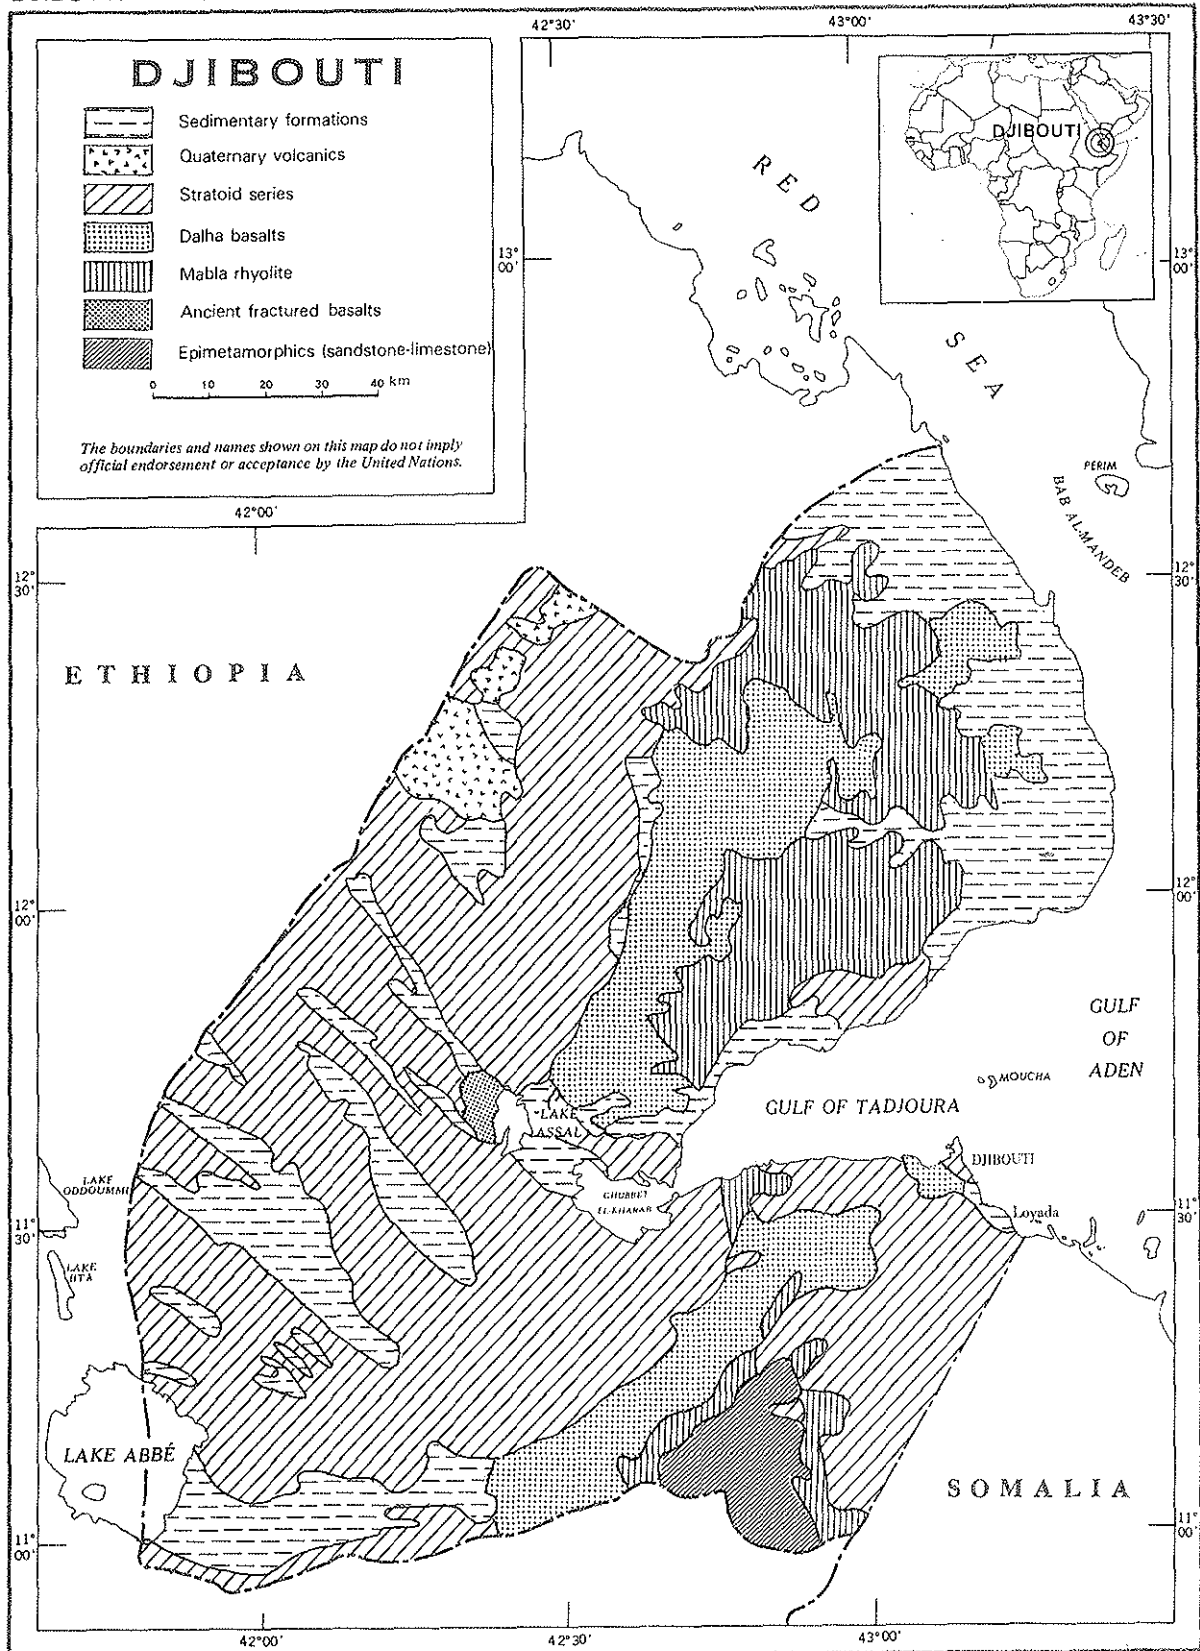 42°30'
43°00'
43°30'
DJIBOUTI
Sedimentary formations
Quaternary volcanics
Stratoid series
Dalha basalts
Mabla rhyolite
Ancient fractured basalts
Epimetamorphics (sandstone-limestone)
0 10 20 30 40 km
The boundaries and names shown on this map do not imply
official endorsement or acceptance by the United Nations.
42°00'
DJIBOUTI
RED
SEA
13°
00'
13°
00'
PERIM
BAB AL-MANDEB
12°
30'
12°
30'
ETHIOPIA
12°
00'
12°
00'
GULF
OF
ADEN
MOUCHA
GULF OF TADJOURA
LAKE
ASSAL
DJIBOUTI
LAKE
ODDOUMMI
GHUBBET
EL-KHARAB
Loyada
11°
30'
11°
30'
LAKE
LAKE ABBÉ
SOMALIA
11°
00'
11°
00'
42°00'
42°30'
43°00'